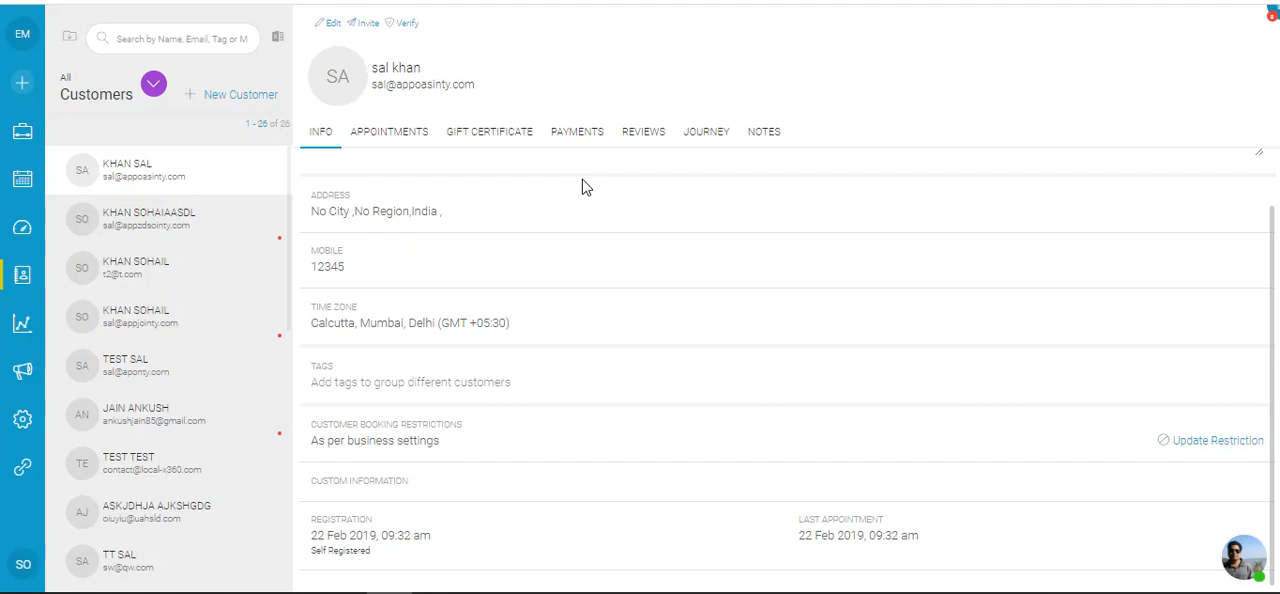 EM
Search by Name, Email, Tag or M
All
Customers
New Customer
1 - 26 of 26
SA
KHAN SAL
sal@appoasinty.com
SO
KHAN SOHAIAASDL
sal@appzdsointy.com
SO
KHAN SOHAIL
t2@t.com
SO
KHAN SOHAIL
sal@appjointy.com
SA
TEST SAL
sal@aponty.com
AN
JAIN ANKUSH
ankushjain85@gmail.com
TE
TEST TEST
contact@local-x360.com
AJ
ASKJDHJA AJKSHGDG
oiuyiu@uahsld.com
SA
TT SAL
sw@qw.com
SO
Edit Invite Verify
SA
sal khan
sal@appoasinty.com
INFO APPOINTMENTS GIFT CERTIFICATE PAYMENTS REVIEWS JOURNEY NOTES
ADDRESS
No City ,No Region,India ,
MOBILE
12345
TIME ZONE
Calcutta, Mumbai, Delhi (GMT +05:30)
TAGS
Add tags to group different customers
CUSTOMER BOOKING RESTRICTIONS
As per business settings
Update Restriction
CUSTOM INFORMATION
REGISTRATION
22 Feb 2019, 09:32 am
Self Registered
LAST APPOINTMENT
22 Feb 2019, 09:32 am